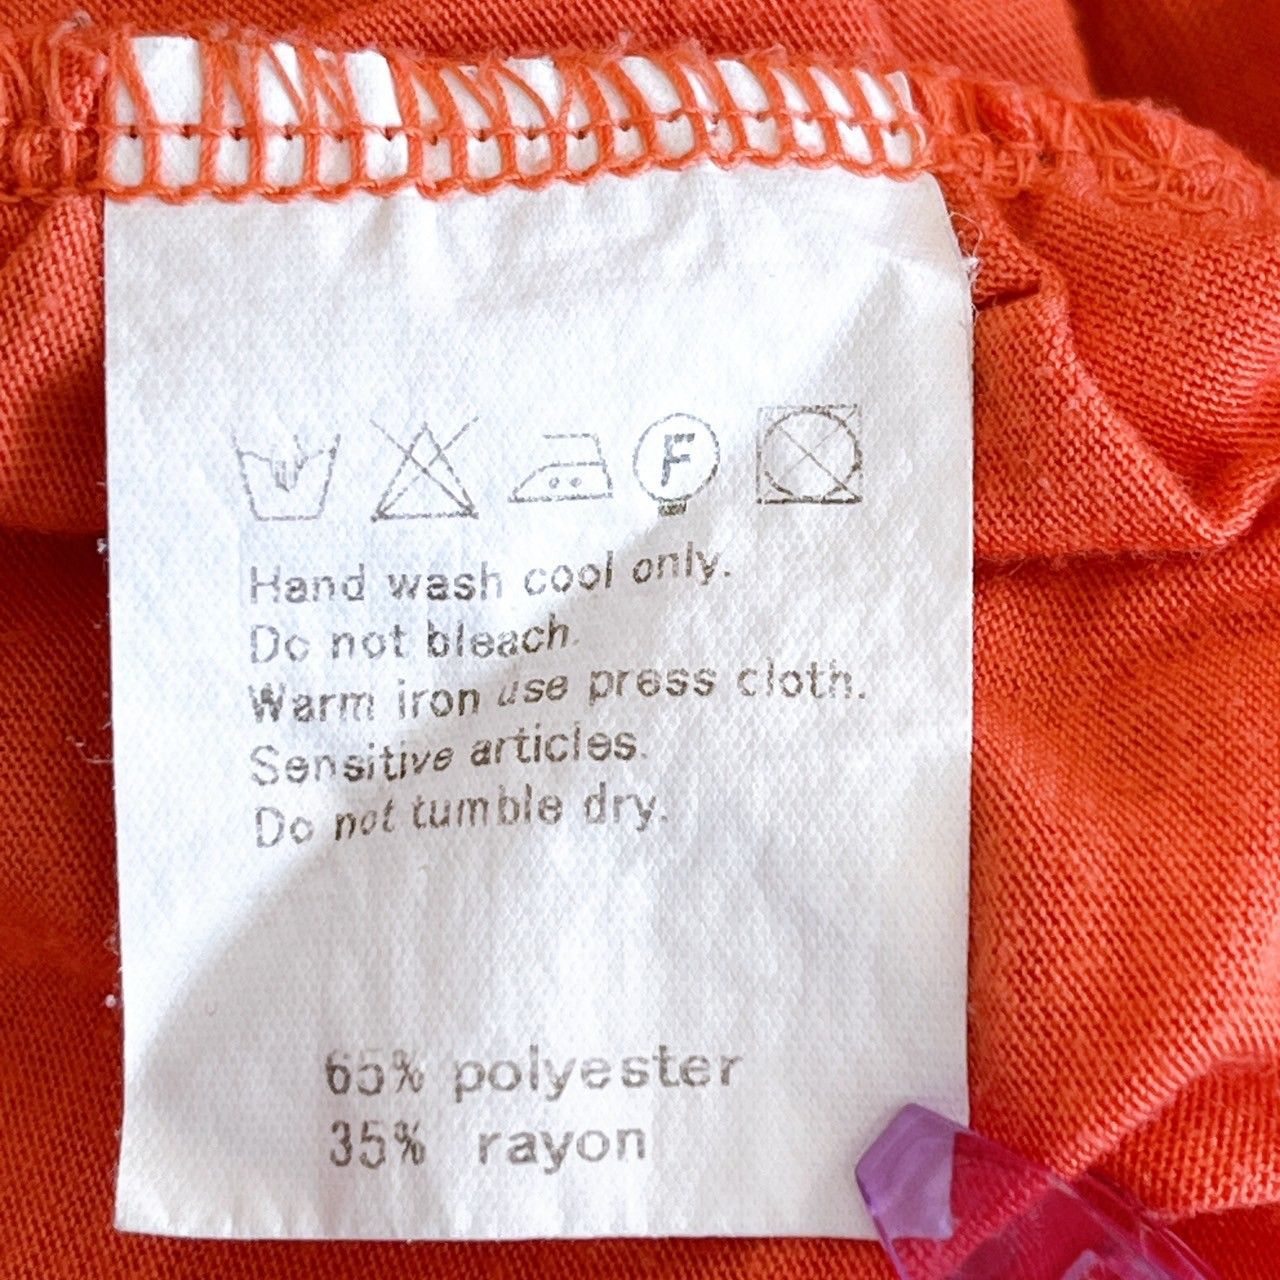 F
Hand wash cool only.
Do not bleach.
Warm iron use press cloth.
Sensitive articles.
Do not tumble dry.
65% polyester
35% rayon